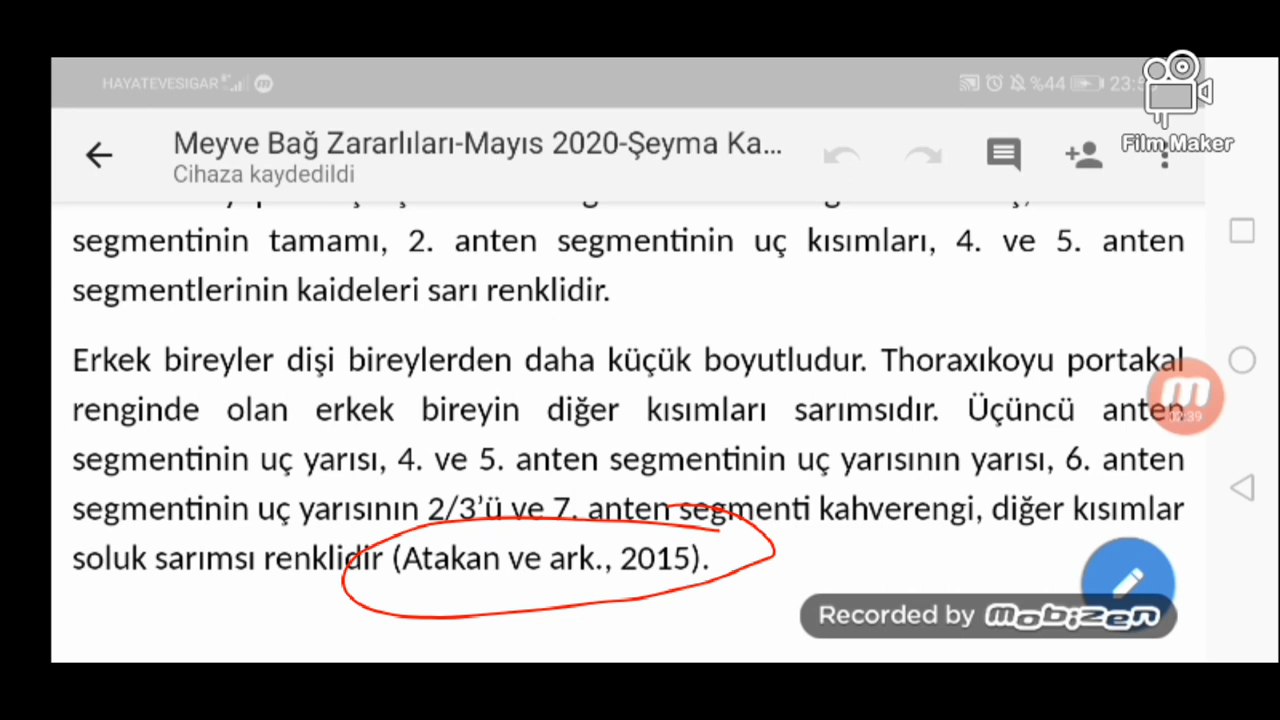 HAYATEVESIGAR
%44
Film Maker
Meyve Bağ Zararlıları-Mayıs 2020-Şeyma Ka...
Cihaza kaydedildi
segmentinin tamamı, 2. anten segmentinin uç kısımları, 4. ve 5. anten
segmentlerinin kaideleri sarı renklidir.
Erkek bireyler dişi bireylerden daha küçük boyutludur. Thoraxıkoyu portakal
renginde olan erkek bireyin diğer kısımları sarımsıdır. Üçüncü anten
segmentinin uç yarısı, 4. ve 5. anten segmentinin uç yarısının yarısı, 6. anten
segmentinin uç yarısının 2/3’ü ve 7. anten segmenti kahverengi, diğer kısımlar
soluk sarımsı renklidir (Atakan ve ark., 2015).
02:39
Recorded by mobizen